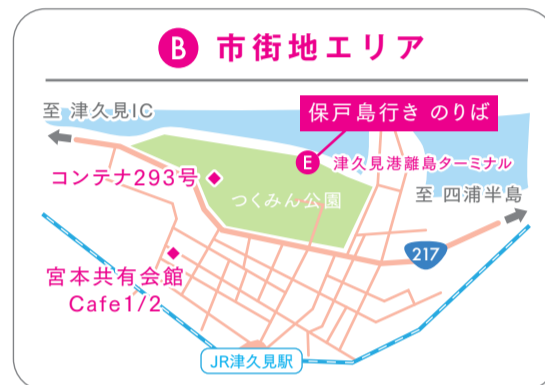 B 市街地エリア
至 津久見IC
保戸島行き のりば
E 津久見港離島ターミナル
コンテナ293号
つくみん公園
至 四浦半島
217
宮本共有会館
Cafe1/2
JR津久見駅